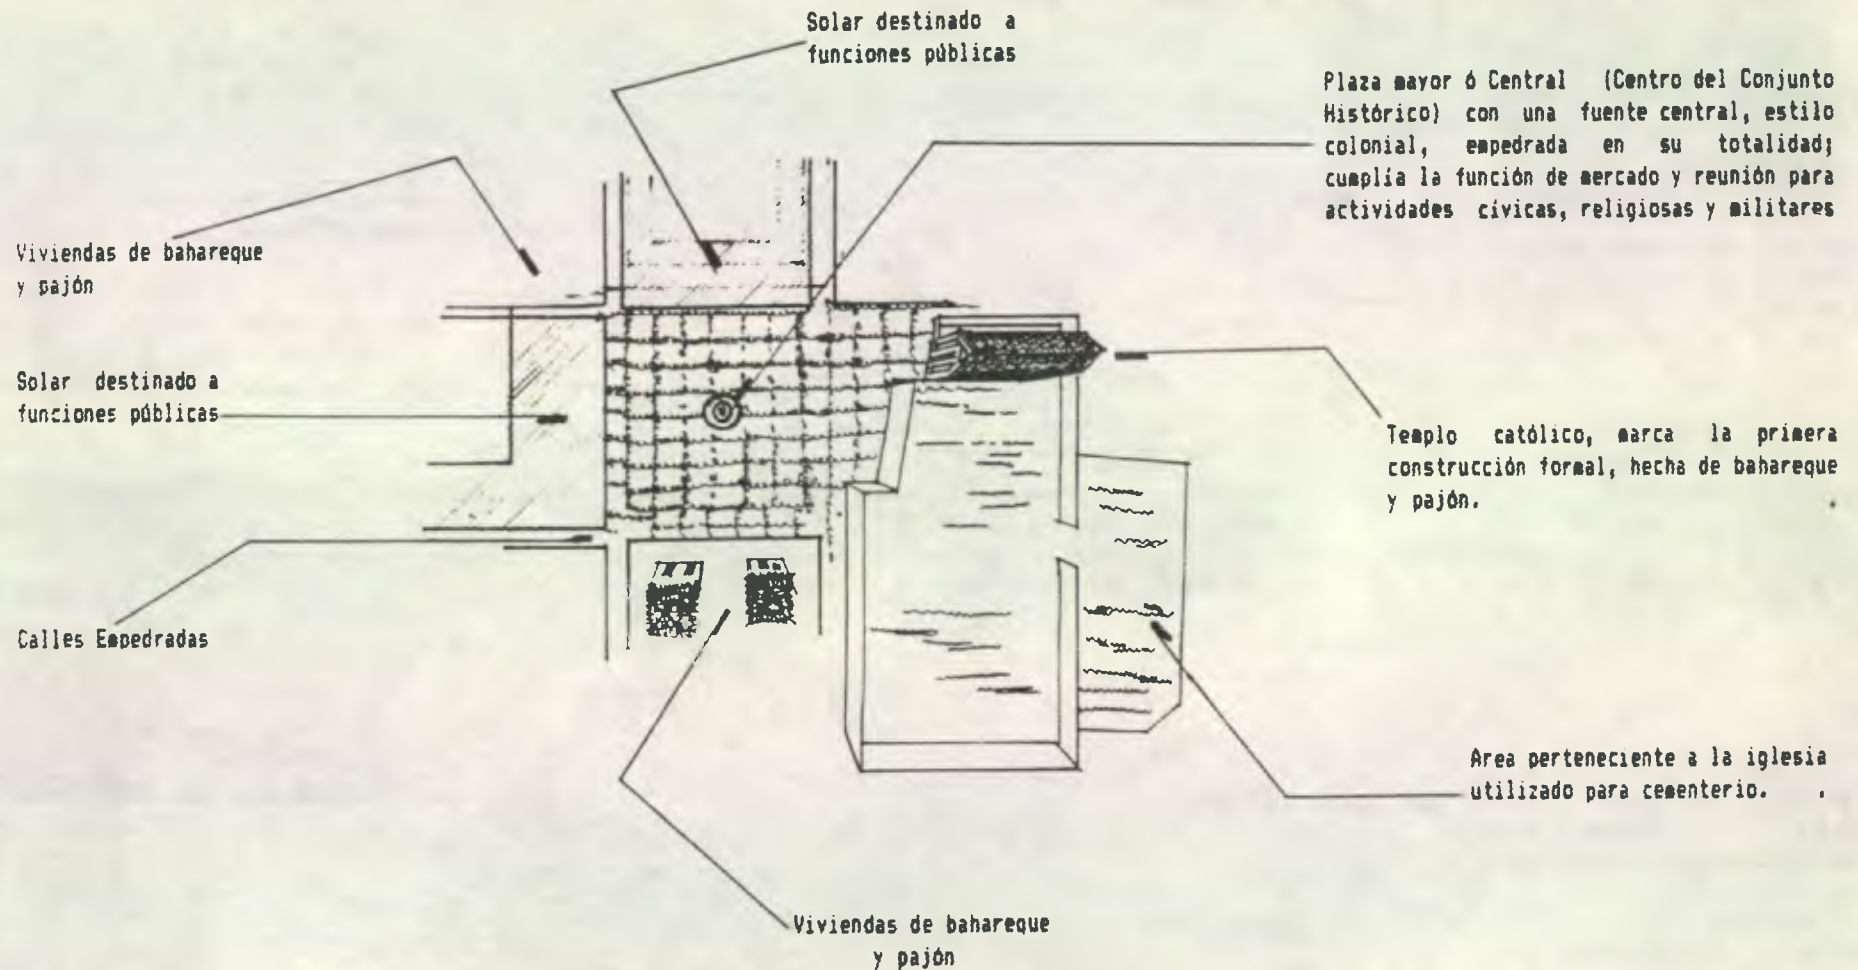 Solar destinado a
funciones públicas
Plaza mayor ó Central (Centro del Conjunto
Histórico) con una fuente central, estilo
colonial, empedrada en su totalidad;
cumplía la función de mercado y reunión para
actividades cívicas, religiosas y militares
Viviendas de bahareque
y pajón
Solar destinado a
funciones públicas
Templo católico, marca la primera
construcción formal, hecha de bahareque
y pajón.
Calles Empedradas
Area perteneciente a la iglesia
utilizado para cementerio.
Viviendas de bahareque
y pajón